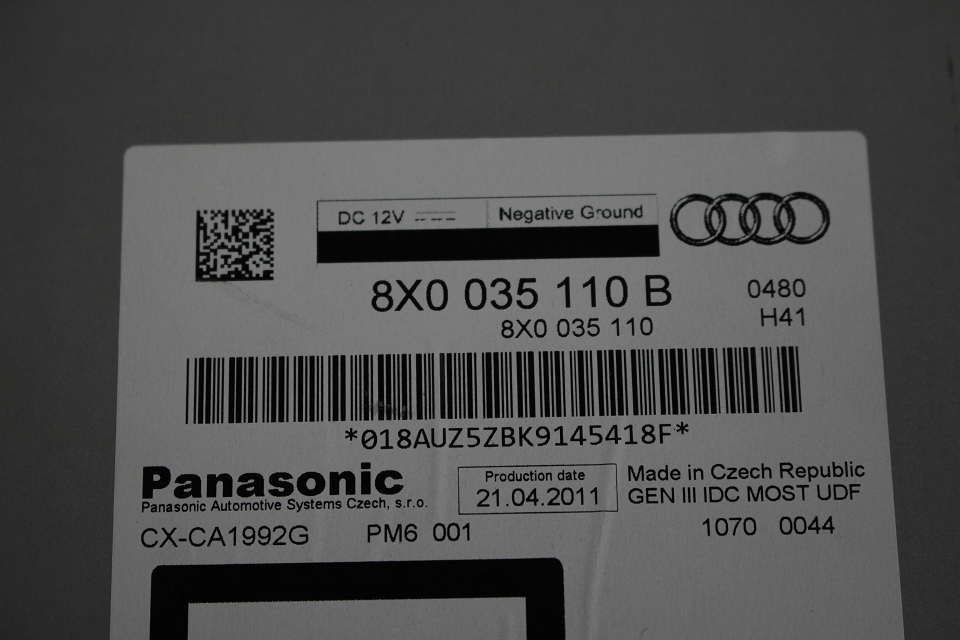 DC 12V Negative Ground
8X0 035 110 B 0480
8X0 035 110 H41
*018AUZ5ZBK9145418F*
Panasonic Production date Made in Czech Republic
Panasonic Automotive Systems Czech, s.r.o. 21.04.2011 GEN III IDC MOST UDF
CX-CA1992G PM6 001 1070 0044